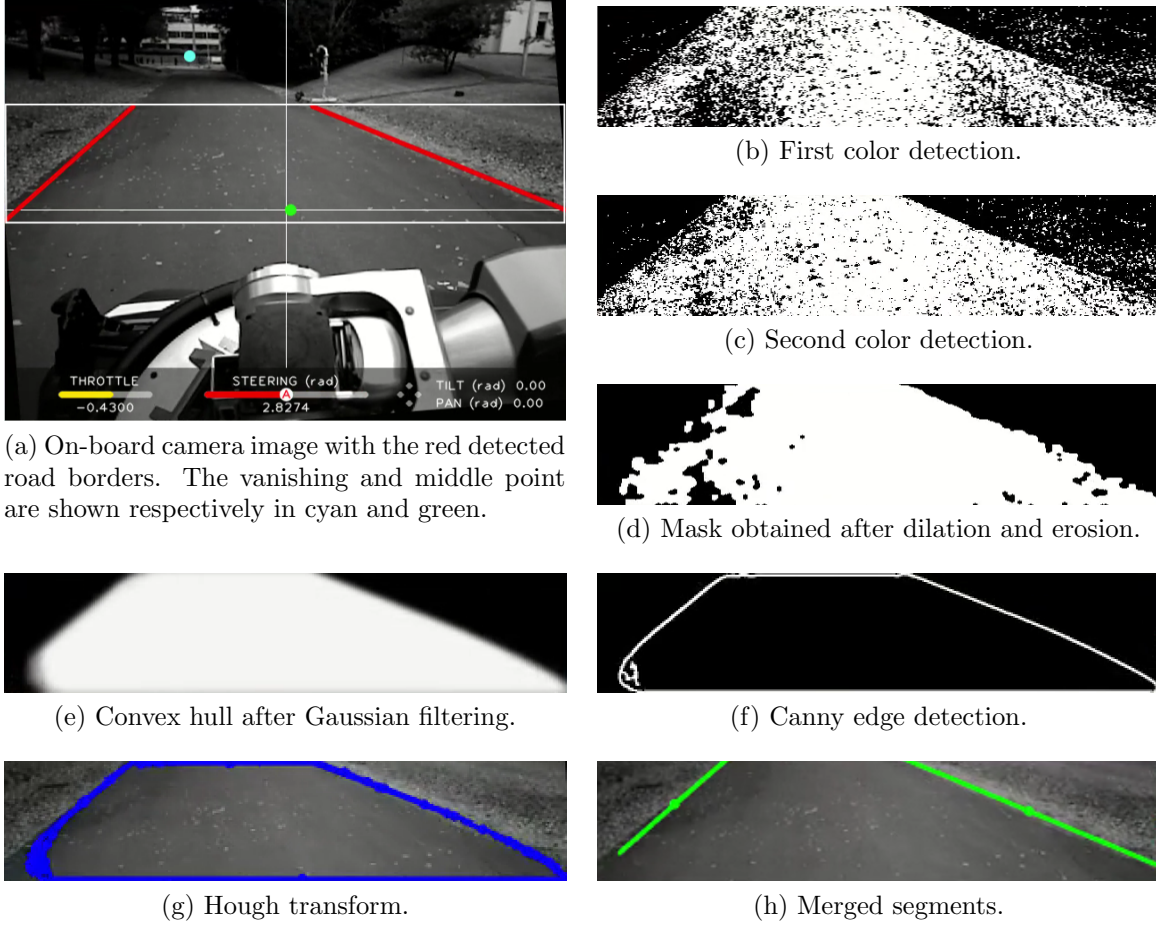 THROTTLE
-0.4300
STEERING (rad)
A
2.8274
TILT (rad) 0.00
PAN (rad) 0.00
(a) On-board camera image with the red detected
road borders. The vanishing and middle point
are shown respectively in cyan and green.
(b) First color detection.
(c) Second color detection.
(d) Mask obtained after dilation and erosion.
(e) Convex hull after Gaussian filtering.
(f) Canny edge detection.
(g) Hough transform.
(h) Merged segments.